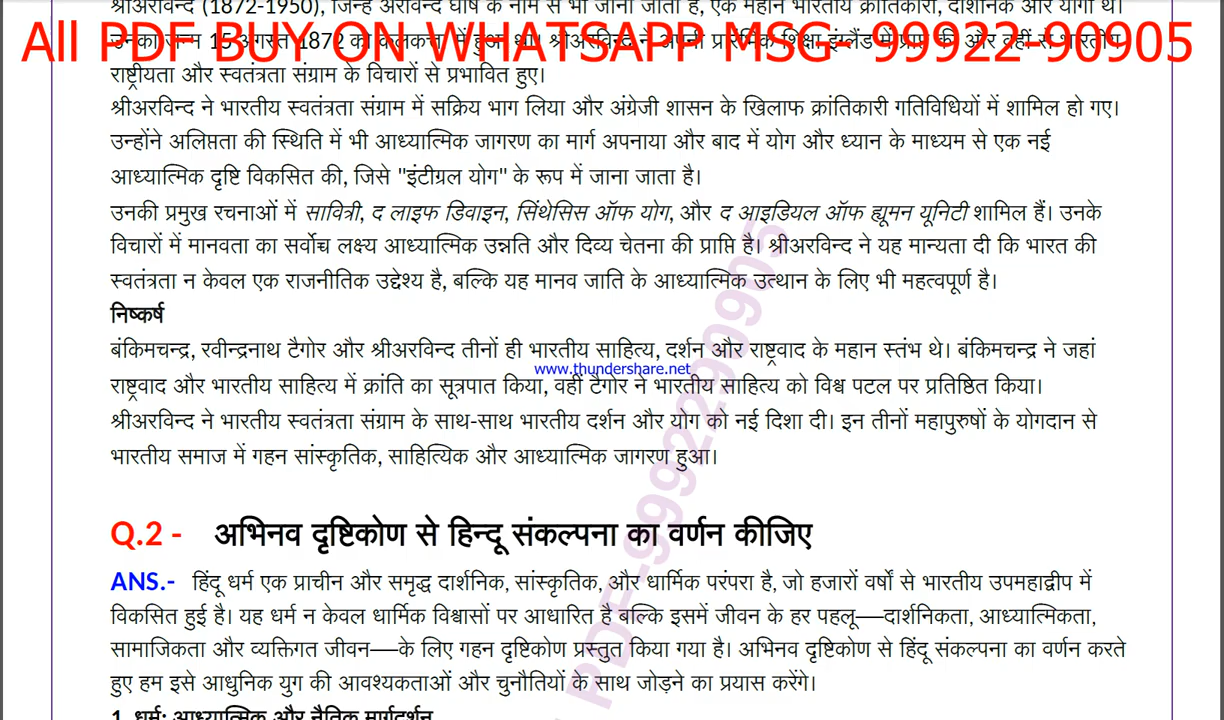 श्रीअरविन्द (1872-1950), जिन्हें अरविन्द घोष के नाम से भी जाना जाता है, एक महान भारतीय क्रांतिकारी, दार्शनिक और योगी थे।
All PDF BUY ON WHATSAPP MSG- 99922-90905
उनका जन्म 15 अगस्त 1872 को कलकत्ता में हुआ था। श्रीअरविन्द ने अपनी प्रारंभिक शिक्षा इंग्लैंड में प्राप्त की और वहीं से भारतीय
राष्ट्रीयता और स्वतंत्रता संग्राम के विचारों से प्रभावित हुए।
श्रीअरविन्द ने भारतीय स्वतंत्रता संग्राम में सक्रिय भाग लिया और अंग्रेजी शासन के खिलाफ क्रांतिकारी गतिविधियों में शामिल हो गए।
उन्होंने अलिप्तता की स्थिति में भी आध्यात्मिक जागरण का मार्ग अपनाया और बाद में योग और ध्यान के माध्यम से एक नई
आध्यात्मिक दृष्टि विकसित की, जिसे "इंटीग्रल योग" के रूप में जाना जाता है।
उनकी प्रमुख रचनाओं में सावित्री, द लाइफ डिवाइन, सिंथेसिस ऑफ योग, और द आइडियल ऑफ ह्यूमन यूनिटी शामिल हैं। उनके
विचारों में मानवता का सर्वोच्च लक्ष्य आध्यात्मिक उन्नति और दिव्य चेतना की प्राप्ति है। श्रीअरविन्द ने यह मान्यता दी कि भारत की
स्वतंत्रता न केवल एक राजनीतिक उद्देश्य है, बल्कि यह मानव जाति के आध्यात्मिक उत्थान के लिए भी महत्वपूर्ण है।
निष्कर्ष
बंकिमचन्द्र, रवीन्द्रनाथ टैगोर और श्रीअरविन्द तीनों ही भारतीय साहित्य, दर्शन और राष्ट्रवाद के महान स्तंभ थे। बंकिमचन्द्र ने जहां
www.thundershare.net
राष्ट्रवाद और भारतीय साहित्य में क्रांति का सूत्रपात किया, वहीं टैगोर ने भारतीय साहित्य को विश्व पटल पर प्रतिष्ठित किया।
श्रीअरविन्द ने भारतीय स्वतंत्रता संग्राम के साथ-साथ भारतीय दर्शन और योग को नई दिशा दी। इन तीनों महापुरुषों के योगदान से
भारतीय समाज में गहन सांस्कृतिक, साहित्यिक और आध्यात्मिक जागरण हुआ।
PDF-9992290905
Q.2 - अभिनव दृष्टिकोण से हिन्दू संकल्पना का वर्णन कीजिए
ANS.- हिंदू धर्म एक प्राचीन और समृद्ध दार्शनिक, सांस्कृतिक, और धार्मिक परंपरा है, जो हजारों वर्षों से भारतीय उपमहाद्वीप में
विकसित हुई है। यह धर्म न केवल धार्मिक विश्वासों पर आधारित है बल्कि इसमें जीवन के हर पहलू—दार्शनिकता, आध्यात्मिकता,
सामाजिकता और व्यक्तिगत जीवन—के लिए गहन दृष्टिकोण प्रस्तुत किया गया है। अभिनव दृष्टिकोण से हिंदू संकल्पना का वर्णन करते
हुए हम इसे आधुनिक युग की आवश्यकताओं और चुनौतियों के साथ जोड़ने का प्रयास करेंगे।
1. धर्म: आध्यात्मिक और नैतिक मार्गदर्शन